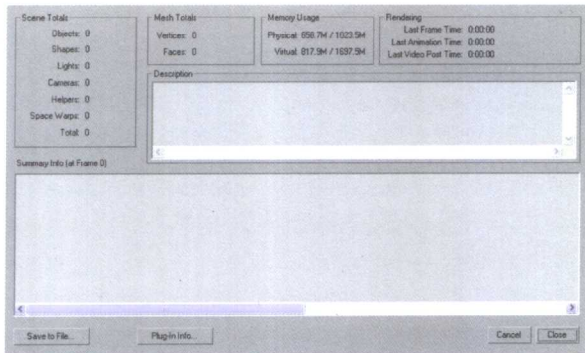 Scene Totals
Objects: 0
Shapes: 0
Lights: 0
Cameras: 0
Helpers: 0
Space Warps: 0
Total: 0
Mesh Totals
Vertices: 0
Faces: 0
Memory Usage
Physical: 650.7M / 1023.5M
Virtual: 817.9M / 1697.9M
Rendering
Last Frame Time: 0:00:00
Last Animation Time: 0:00:00
Last Video Post Time: 0:00:00
Description
Summary Info (at Frame 0)
Save to File...
Plug-In Info...
Cancel
Close